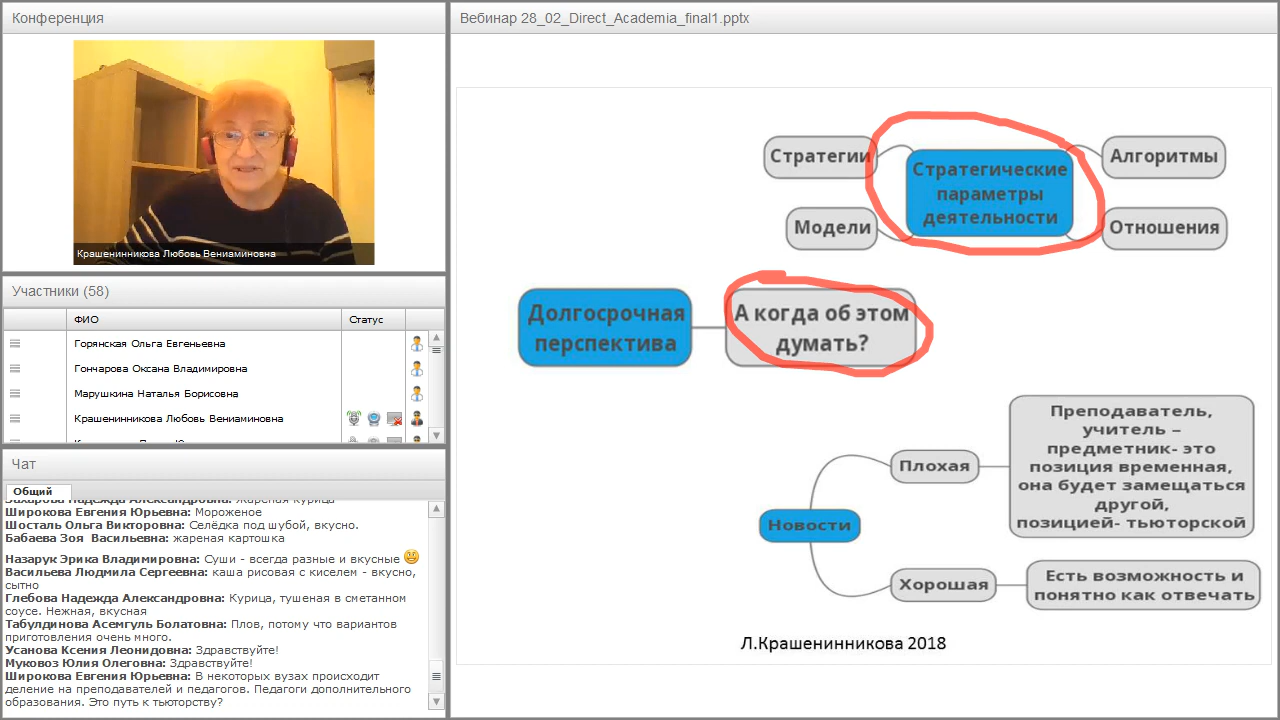 Конференция
Крашенинникова Любовь Вениаминовна
Участники (58)
ФИО
Статус
Горянская Ольга Евгеньевна
Гончарова Оксана Владимировна
Марушкина Наталья Борисовна
Крашенинникова Любовь Вениаминовна
Чат
Общий
Захарова Надежда Александровна: Жареная курица
Широкова Евгения Юрьевна: Мороженое
Шосталь Ольга Викторовна: Селёдка под шубой, вкусно.
Бабаева Зоя Васильевна: жареная картошка
Назарук Эрика Владимировна: Суши - всегда разные и вкусные
Васильева Людмила Сергеевна: каша рисовая с киселем - вкусно,
сытно
Глебова Надежда Александровна: Курица, тушеная в сметанном
соусе. Нежная, вкусная
Табулдинова Асемгуль Болатовна: Плов, потому что вариантов
приготовления очень много.
Усанова Ксения Леонидовна: Здравствуйте!
Муковоз Юлия Олеговна: Здравствуйте!
Широкова Евгения Юрьевна: В некоторых вузах происходит
деление на преподавателей и педагогов. Педагоги дополнительного
образования. Это путь к тьюторству?
Вебинар 28_02_Direct_Academia_final1.pptx
Стратегии
Модели
Стратегические
параметры
деятельности
Алгоритмы
Отношения
Долгосрочная
перспектива
А когда об этом
думать?
Новости
Плохая
Преподаватель,
учитель –
предметник- это
позиция временная,
она будет замещаться
другой,
позицией- тьюторской
Хорошая
Есть возможность и
понятно как отвечать
Л.Крашенинникова 2018